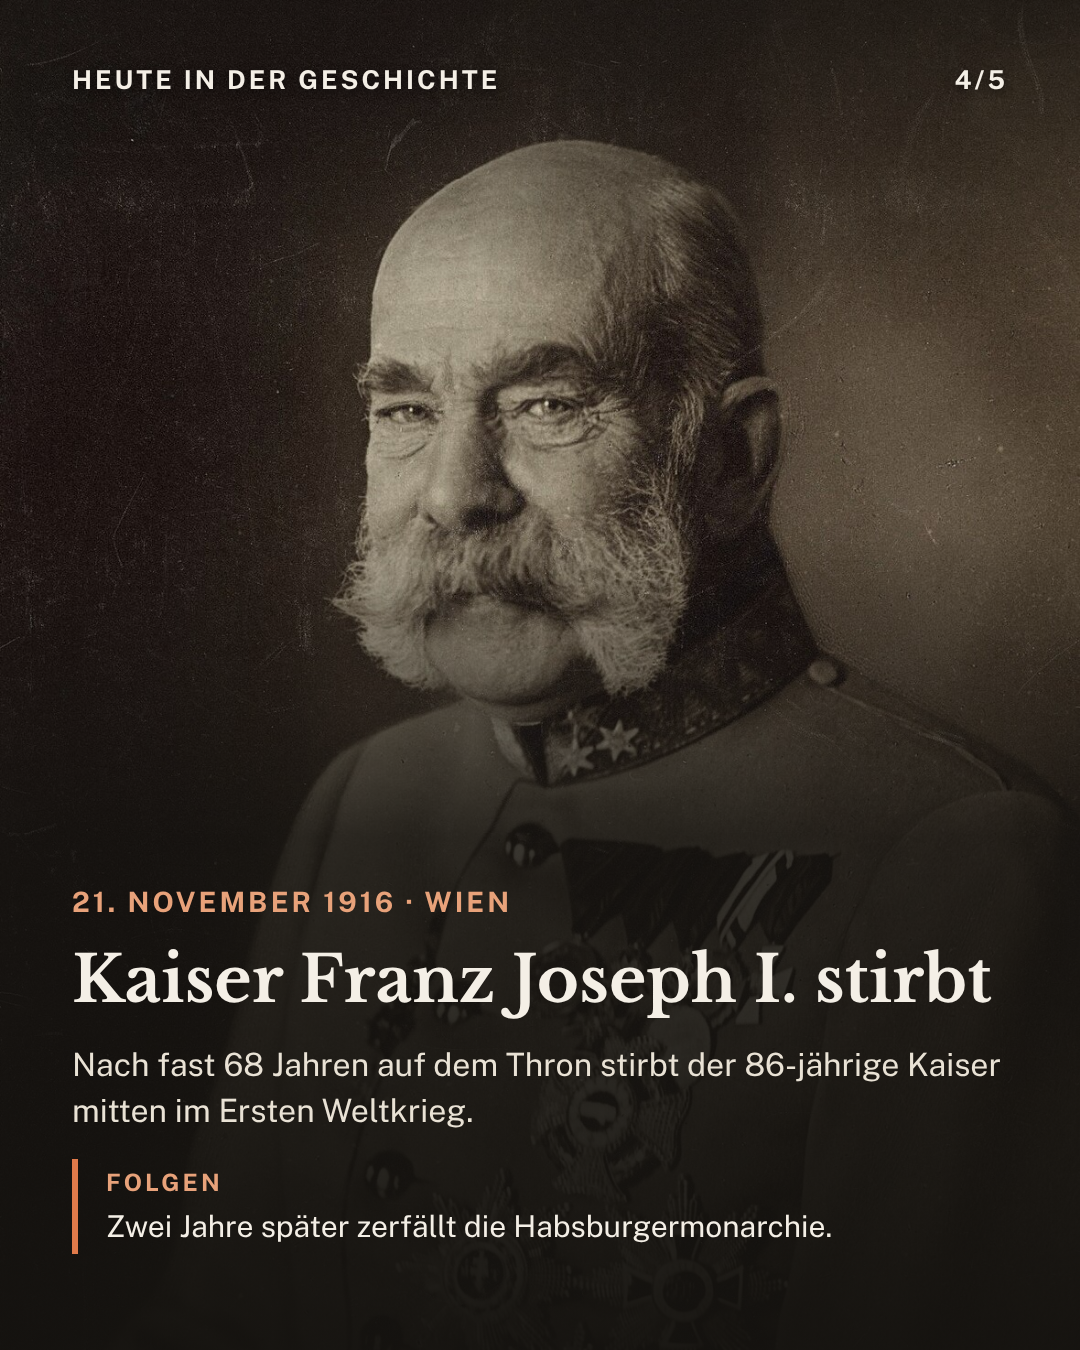 HEUTE IN DER GESCHICHTE
4/5
21. NOVEMBER 1916 · WIEN
Kaiser Franz Joseph I. stirbt
Nach fast 68 Jahren auf dem Thron stirbt der 86-jährige Kaiser
mitten im Ersten Weltkrieg.
FOLGEN
Zwei Jahre später zerfällt die Habsburgermonarchie.